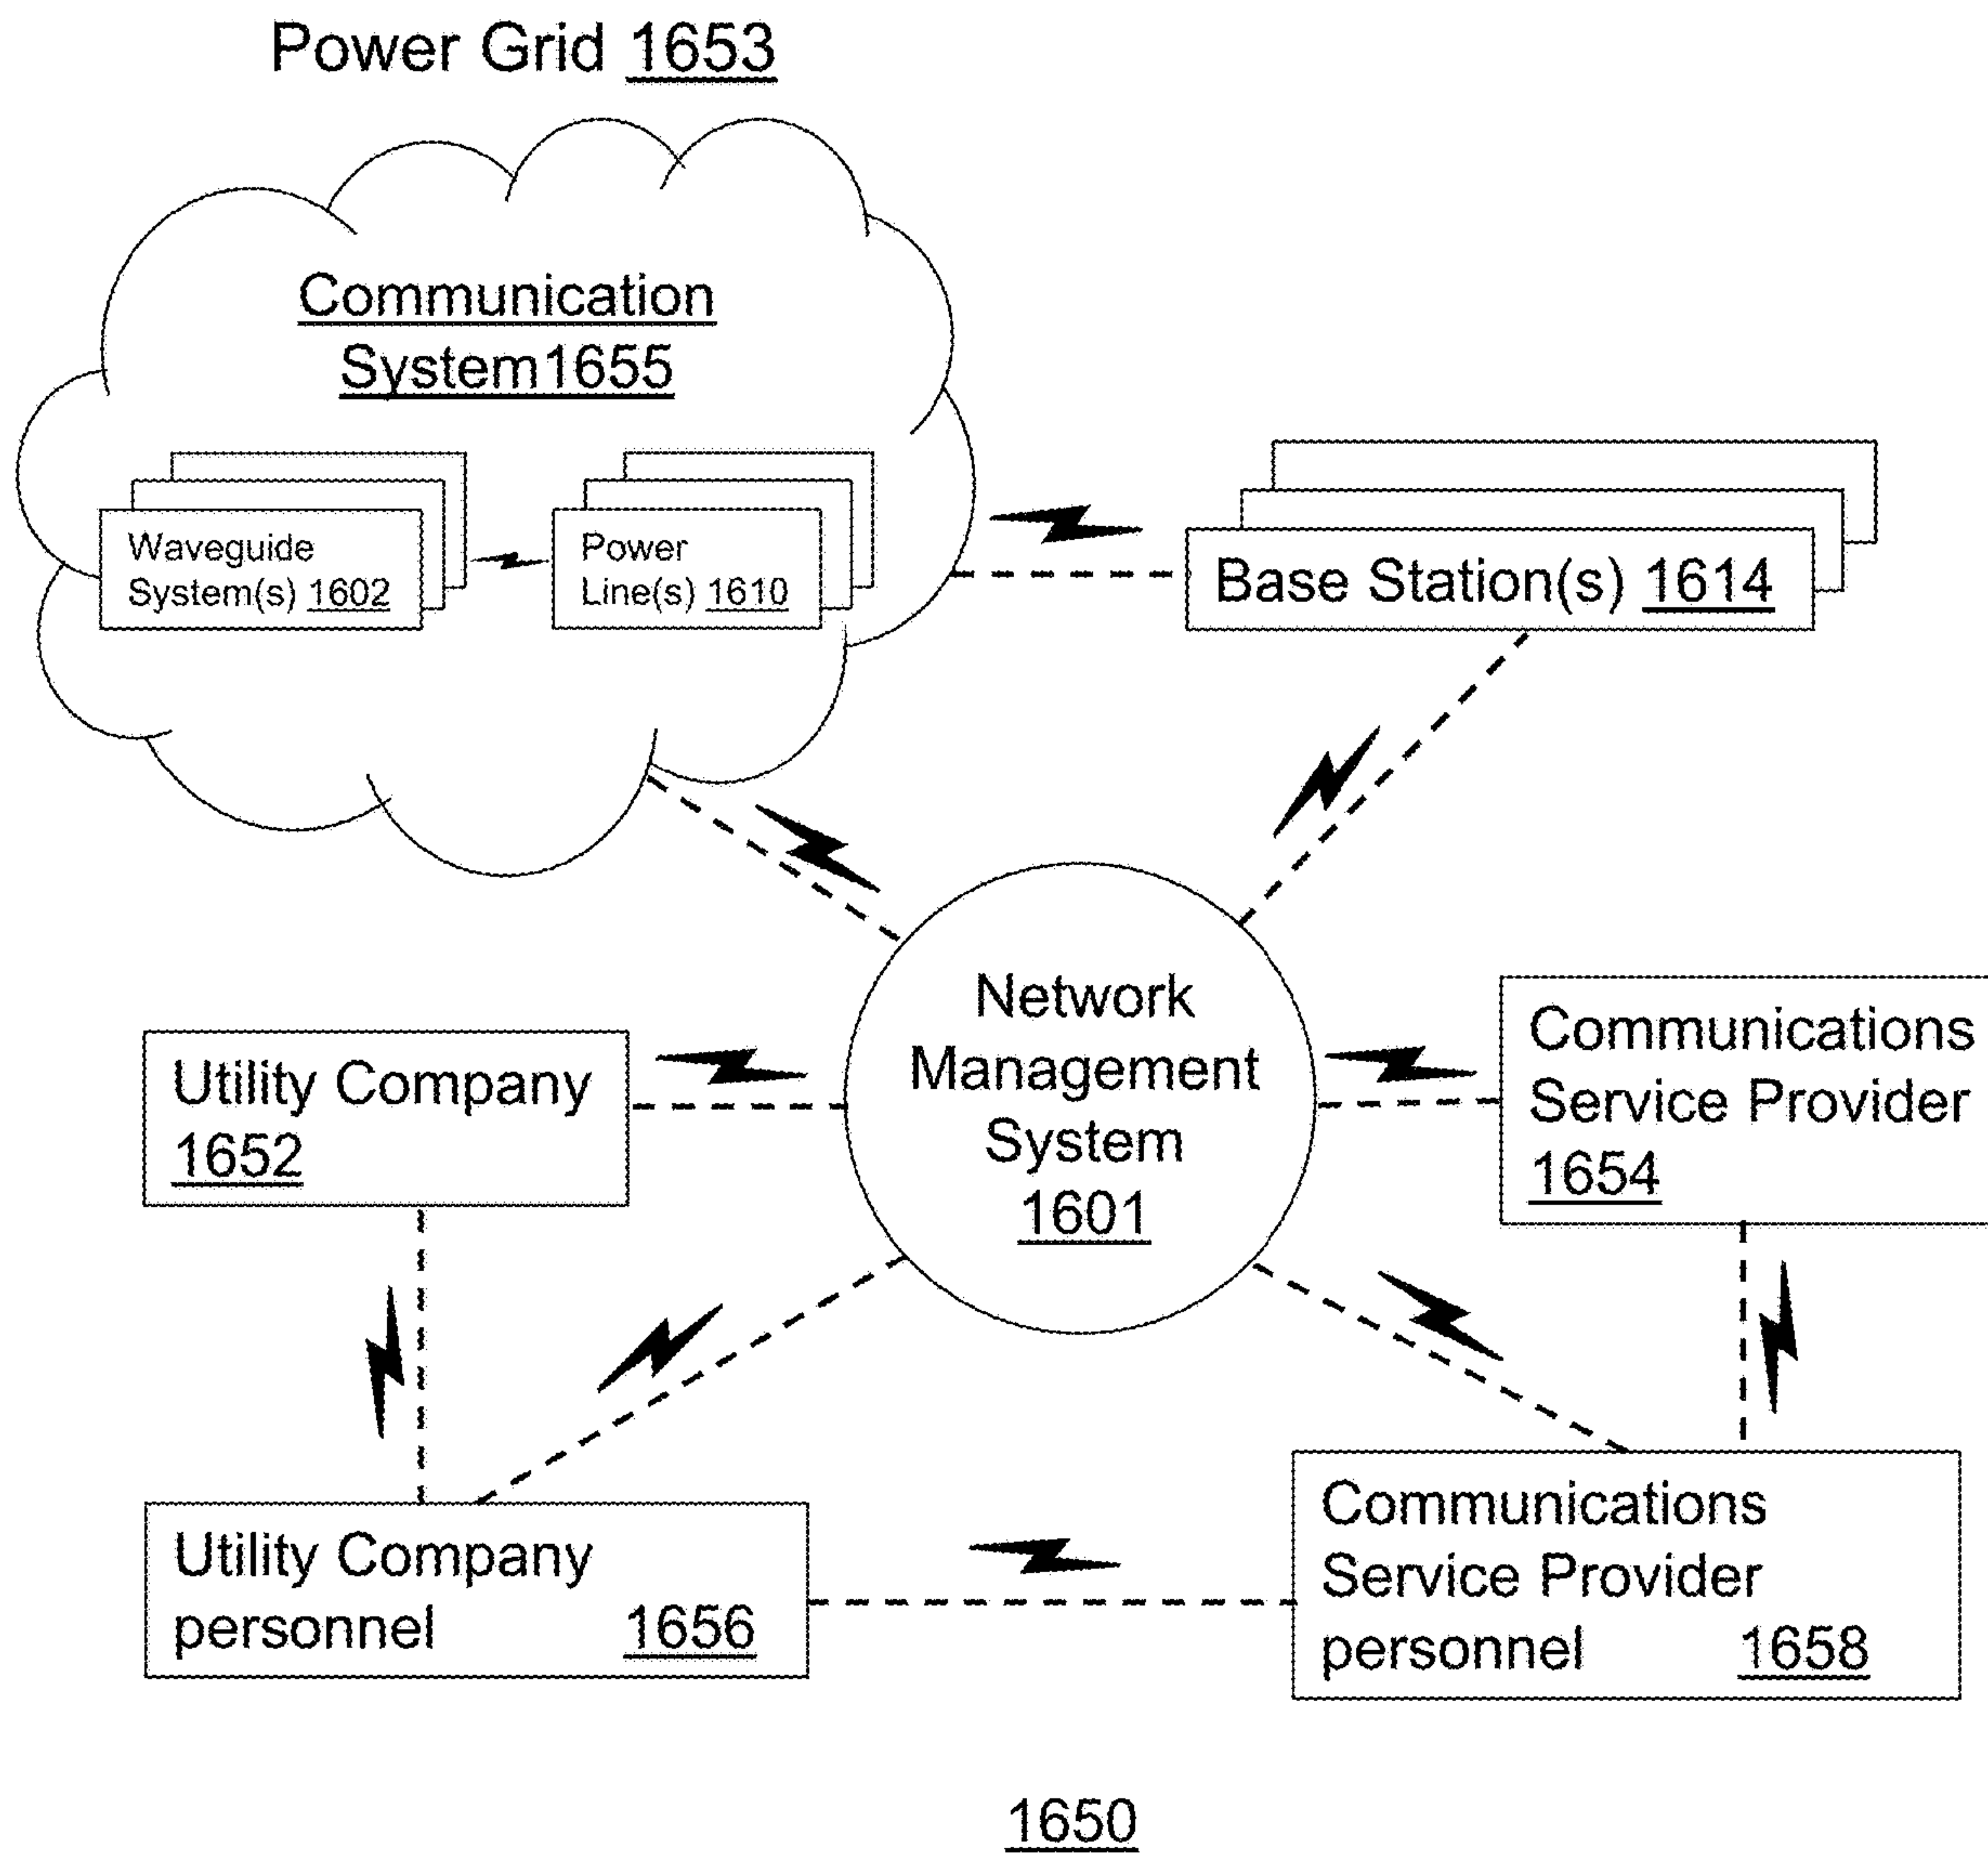 Power Grid 1653
Communication
System1655
Waveguide
System(s) 1602
Power
Line(s) 1610
Base Station(s) 1614
Network
Management
System
1601
Utility Company
1652
Communications
Service Provider
1654
Utility Company
personnel 1656
Communications
Service Provider
personnel 1658
1650